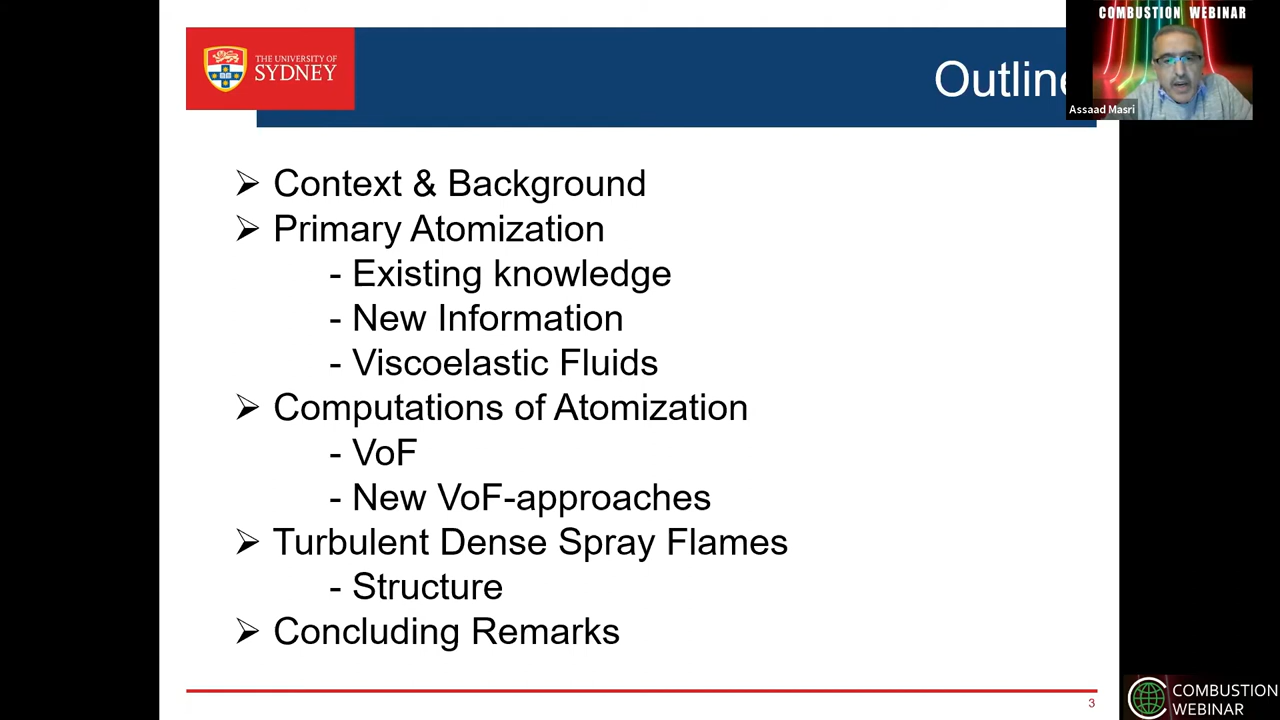 COMBUSTION WEBINAR
THE UNIVERSITY OF
SYDNEY
Outline
Assaad Masri
➢ Context & Background
➢ Primary Atomization
- Existing knowledge
- New Information
- Viscoelastic Fluids
➢ Computations of Atomization
- VoF
- New VoF-approaches
➢ Turbulent Dense Spray Flames
- Structure
➢ Concluding Remarks
3
COMBUSTION
WEBINAR